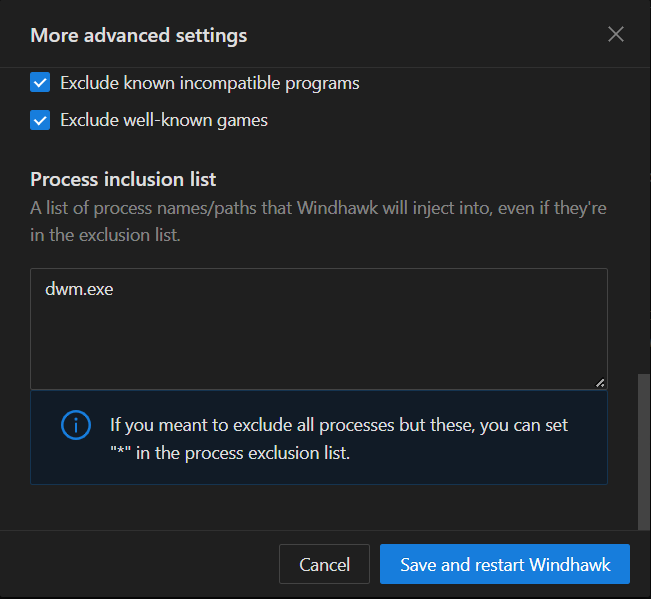 More advanced settings
Exclude known incompatible programs
Exclude well-known games
Process inclusion list
A list of process names/paths that Windhawk will inject into, even if they're
in the exclusion list.
dwm.exe
If you meant to exclude all processes but these, you can set
"*" in the process exclusion list.
Cancel
Save and restart Windhawk